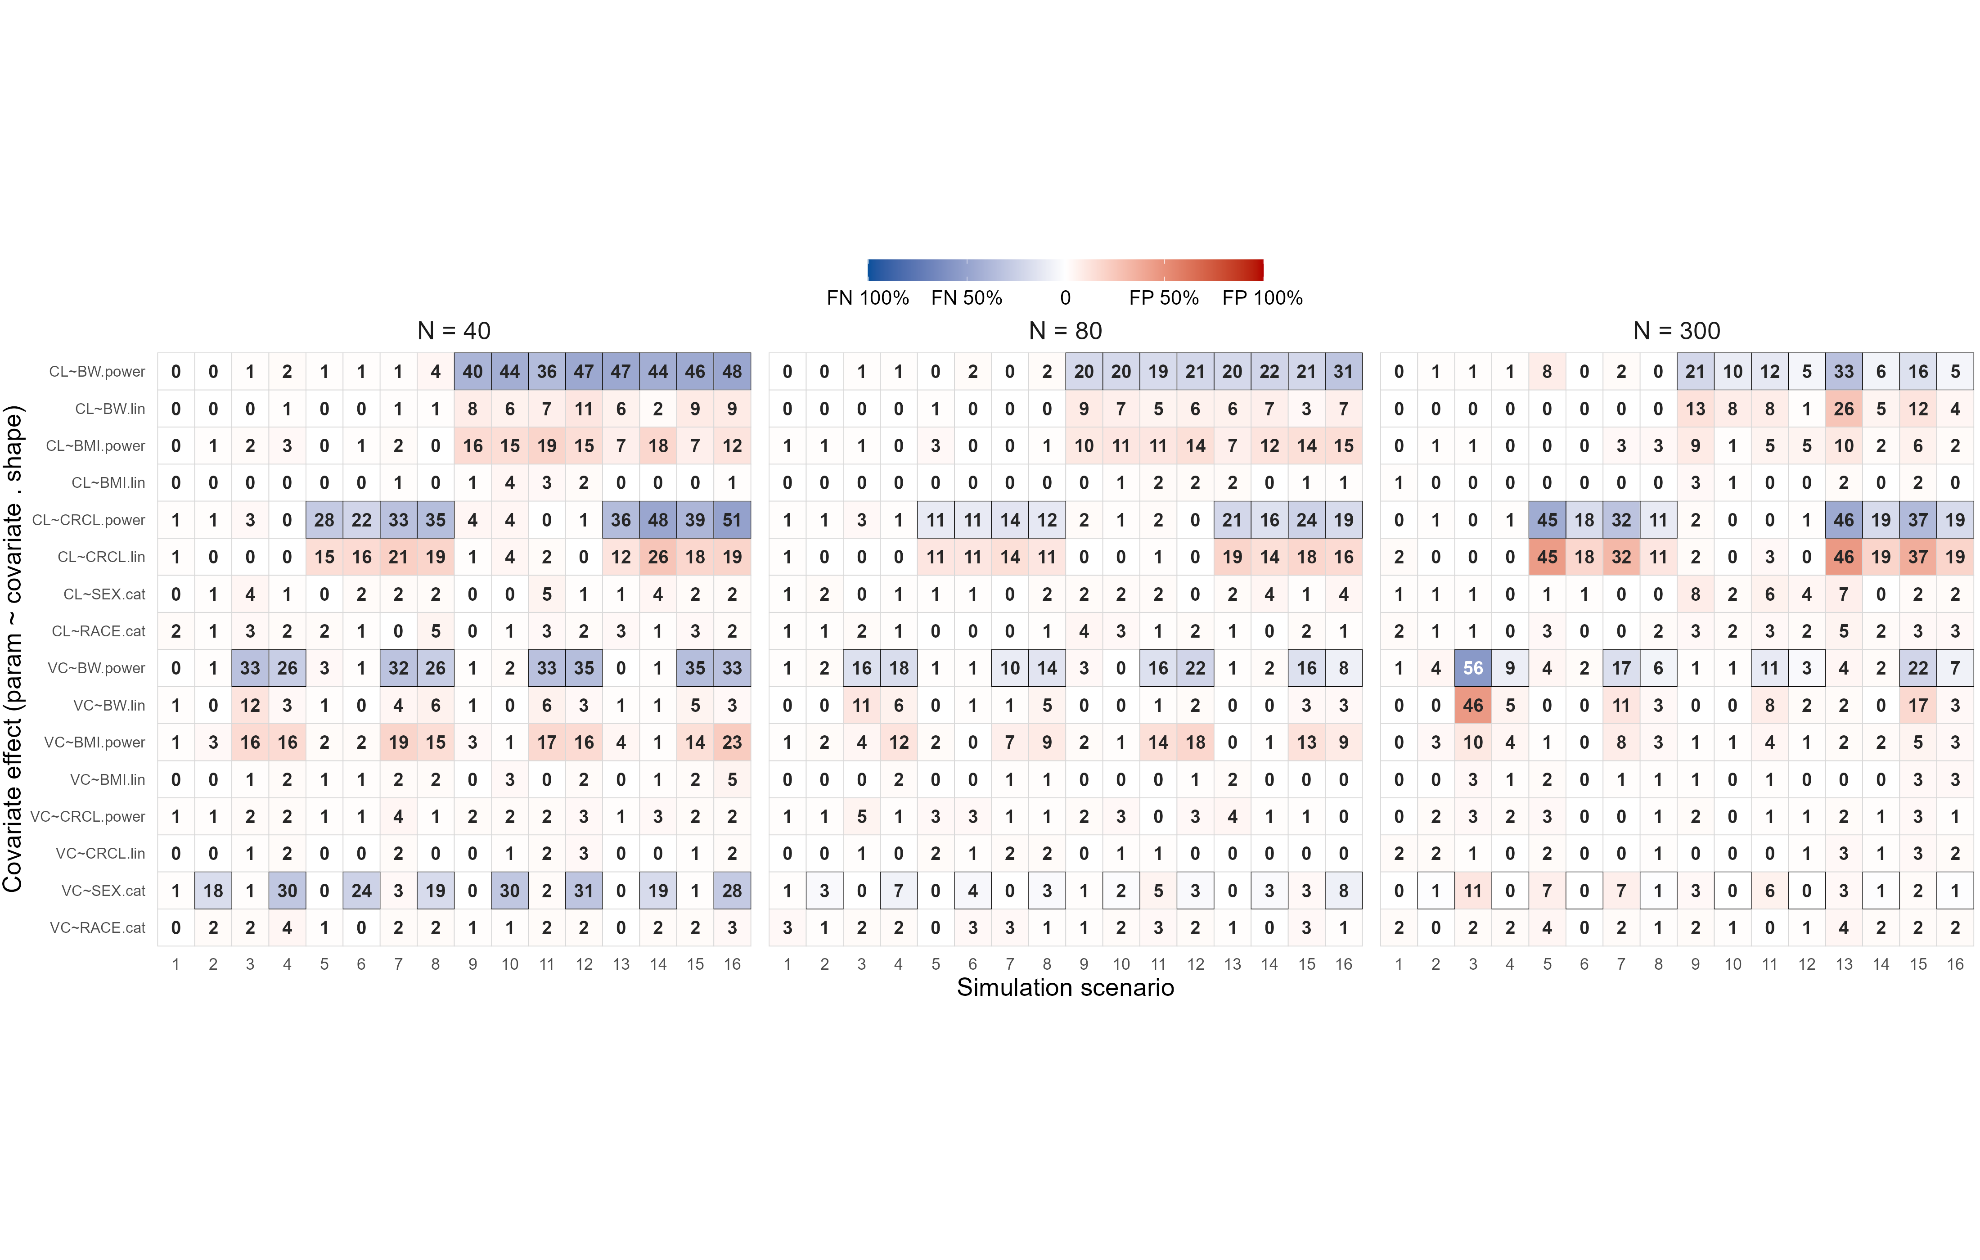 FN 100% FN 50% 0 FP 50% FP 100%
N = 40 N = 80 N = 300
CL~BW.power 0 0 1 2 1 1 1 4 40 44 36 47 47 44 46 48 0 0 1 1 0 2 0 2 20 20 19 21 20 22 21 31 0 1 1 1 8 0 2 0 21 10 12 5 33 6 16 5
CL~BW.lin 0 0 0 1 0 0 1 1 8 6 7 11 6 2 9 9 0 0 0 0 1 0 0 0 9 7 5 6 6 7 3 7 0 0 0 0 0 0 0 0 13 8 8 1 26 5 12 4
CL~BMI.power 0 1 2 3 0 1 2 0 16 15 19 15 7 18 7 12 1 1 1 0 3 0 0 1 10 11 11 14 7 12 14 15 0 1 1 0 0 0 3 3 9 1 5 5 10 2 6 2
CL~BMI.lin 0 0 0 0 0 0 1 0 1 4 3 2 0 0 0 1 0 0 0 0 0 0 0 0 0 1 2 2 2 0 1 1 1 0 0 0 0 0 0 0 3 1 0 0 2 0 2 0
CL~CRCL.power 1 1 3 0 28 22 33 35 4 4 0 1 36 48 39 51 1 1 3 1 11 11 14 12 2 1 2 0 21 16 24 19 0 1 0 1 45 18 32 11 2 0 0 1 46 19 37 19
CL~CRCL.lin 1 0 0 0 15 16 21 19 1 4 2 0 12 26 18 19 1 0 0 0 11 11 14 11 0 0 1 0 19 14 18 16 2 0 0 0 45 18 32 11 2 0 3 0 46 19 37 19
CL~SEX.cat 0 1 4 1 0 2 2 2 0 0 5 1 1 4 2 2 1 2 0 1 1 1 0 2 2 2 2 0 2 4 1 4 1 1 1 0 1 1 0 0 8 2 6 4 7 0 2 2
CL~RACE.cat 2 1 3 2 2 1 0 5 0 1 3 2 3 1 3 2 1 1 2 1 0 0 0 1 4 3 1 2 1 0 2 1 2 1 1 0 3 0 0 2 3 2 3 2 5 2 3 3
VC~BW.power 0 1 33 26 3 1 32 26 1 2 33 35 0 1 35 33 1 2 16 18 1 1 10 14 3 0 16 22 1 2 16 8 1 4 56 9 4 2 17 6 1 1 11 3 4 2 22 7
VC~BW.lin 1 0 12 3 1 0 4 6 1 0 6 3 1 1 5 3 0 0 11 6 0 1 1 5 0 0 1 2 0 0 3 3 0 0 46 5 0 0 11 3 0 0 8 2 2 0 17 3
VC~BMI.power 1 3 16 16 2 2 19 15 3 1 17 16 4 1 14 23 1 2 4 12 2 0 7 9 2 1 14 18 0 1 13 9 0 3 10 4 1 0 8 3 1 1 4 1 2 2 5 3
VC~BMI.lin 0 0 1 2 1 1 2 2 0 3 0 2 0 1 2 5 0 0 0 2 0 0 1 1 0 0 0 1 2 0 0 0 0 0 3 1 2 0 1 1 1 0 1 0 0 0 3 3
VC~CRCL.power 1 1 2 2 1 1 4 1 2 2 2 3 1 3 2 2 1 1 5 1 3 3 1 1 2 3 0 3 4 1 1 0 0 2 3 2 3 0 0 1 2 0 1 1 2 1 3 1
VC~CRCL.lin 0 0 1 2 0 0 2 0 0 1 2 3 0 0 1 2 0 0 1 0 2 1 2 2 0 1 1 0 0 0 0 0 2 2 1 0 2 0 0 1 0 0 0 1 3 1 3 2
VC~SEX.cat 1 18 1 30 0 24 3 19 0 30 2 31 0 19 1 28 1 3 0 7 0 4 0 3 1 2 5 3 0 3 3 8 0 1 11 0 7 0 7 1 3 0 6 0 3 1 2 1
VC~RACE.cat 0 2 2 4 1 0 2 2 1 1 2 2 0 2 2 3 3 1 2 2 0 3 3 1 1 2 3 2 1 0 3 1 2 0 2 2 4 0 2 1 2 1 0 1 4 2 2 2
1 2 3 4 5 6 7 8 9 10 11 12 13 14 15 16 1 2 3 4 5 6 7 8 9 10 11 12 13 14 15 16 1 2 3 4 5 6 7 8 9 10 11 12 13 14 15 16
Simulation scenario
Covariate effect (param ~ covariate . shape)